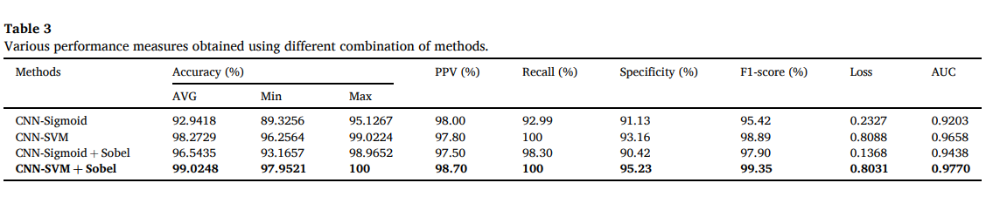 Table 3
Various performance measures obtained using different combination of methods.
Methods Accuracy (%) PPV (%) Recall (%) Specificity (%) F1-score (%) Loss AUC
AVG Min Max
CNN-Sigmoid 92.9418 89.3256 95.1267 98.00 92.99 91.13 95.42 0.2327 0.9203
CNN-SVM 98.2729 96.2564 99.0224 97.80 100 93.16 98.89 0.8088 0.9658
CNN-Sigmoid + Sobel 96.5435 93.1657 98.9652 97.50 98.30 90.42 97.90 0.1368 0.9438
CNN-SVM + Sobel 99.0248 97.9521 100 98.70 100 95.23 99.35 0.8031 0.9770